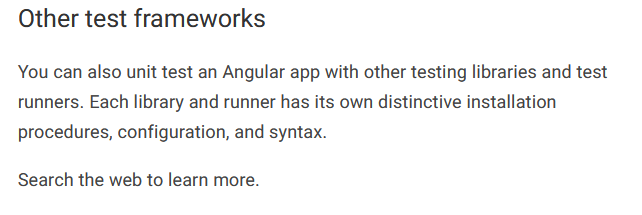 Other test frameworks
You can also unit test an Angular app with other testing libraries and test
runners. Each library and runner has its own distinctive installation
procedures, configuration, and syntax.
Search the web to learn more.